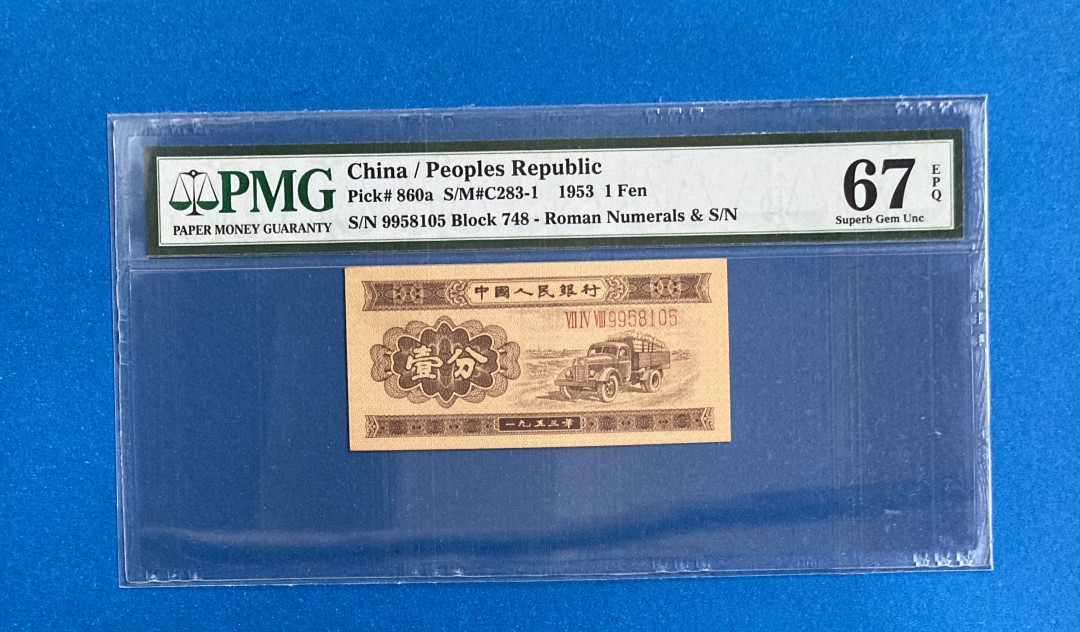 PMG
PAPER MONEY GUARANTY
China / Peoples Republic
Pick# 860a S/M#C283-1 1953 1 Fen
S/N 9958105 Block 748 - Roman Numerals & S/N
67
EPQ
Superb Gem Unc
中國人民銀行
Ⅶ Ⅳ Ⅷ 9958105
壹分
一九五三年